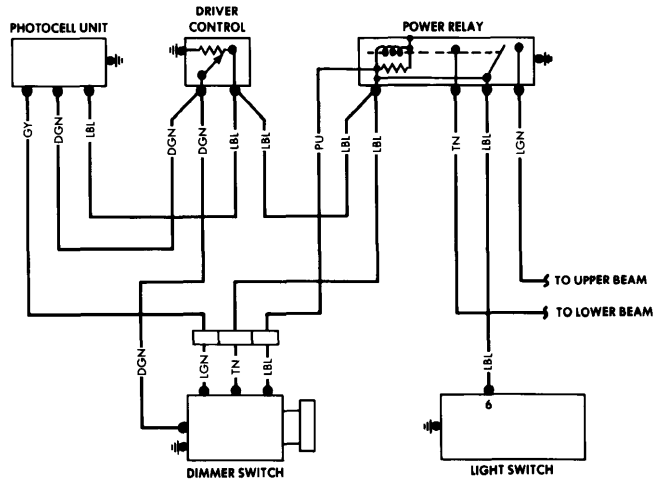 PHOTOCELL UNIT
DRIVER
CONTROL
POWER RELAY
GY
DGN
LBL
DGN
DGN
LBL
LBL
PU
LBL
LBL
TN
LBL
LGN
TO UPPER BEAM
TO LOWER BEAM
DGN
LGN
TN
LBL
LBL
6
DIMMER SWITCH
LIGHT SWITCH